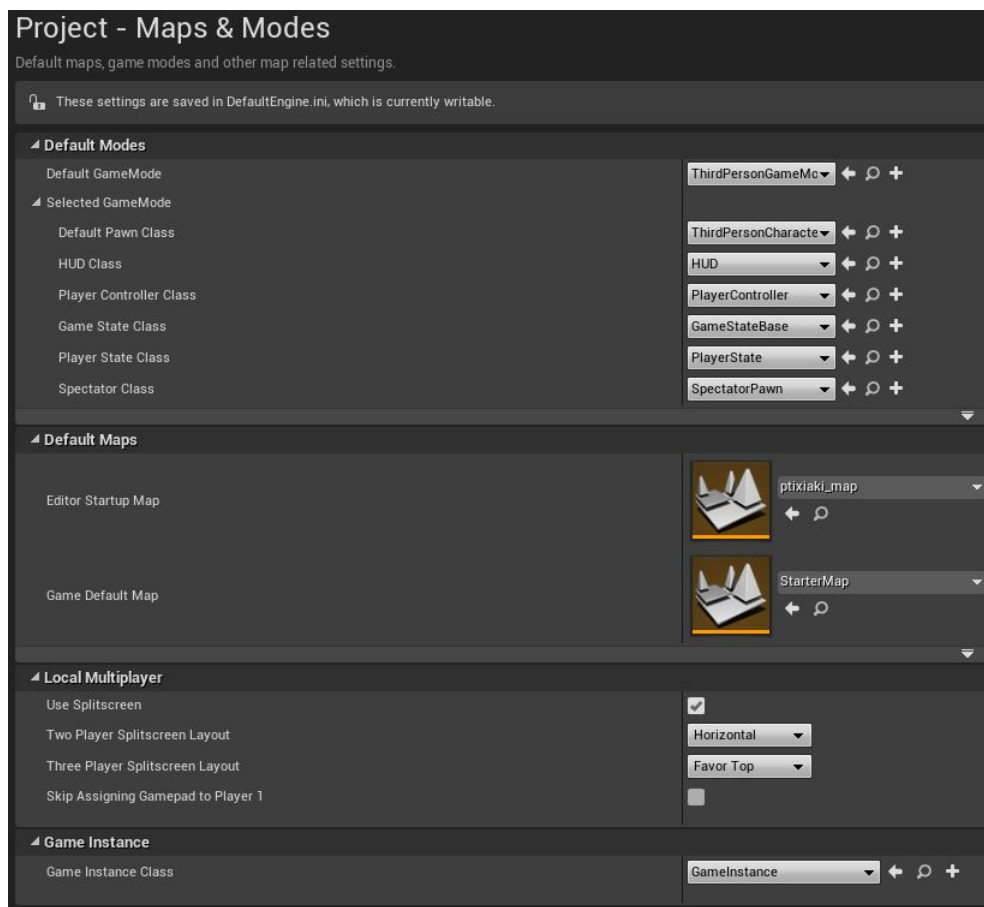 Project - Maps & Modes
Default maps, game modes and other map related settings.
These settings are saved in DefaultEngine.ini, which is currently writable.
Default Modes
Default GameMode ThirdPersonGameMo
Selected GameMode
Default Pawn Class ThirdPersonCharacte
HUD Class HUD
Player Controller Class PlayerController
Game State Class GameStateBase
Player State Class PlayerState
Spectator Class SpectatorPawn
Default Maps
Editor Startup Map ptixiaki_map
Game Default Map StarterMap
Local Multiplayer
Use Splitscreen
Two Player Splitscreen Layout Horizontal
Three Player Splitscreen Layout Favor Top
Skip Assigning Gamepad to Player 1
Game Instance
Game Instance Class GameInstance